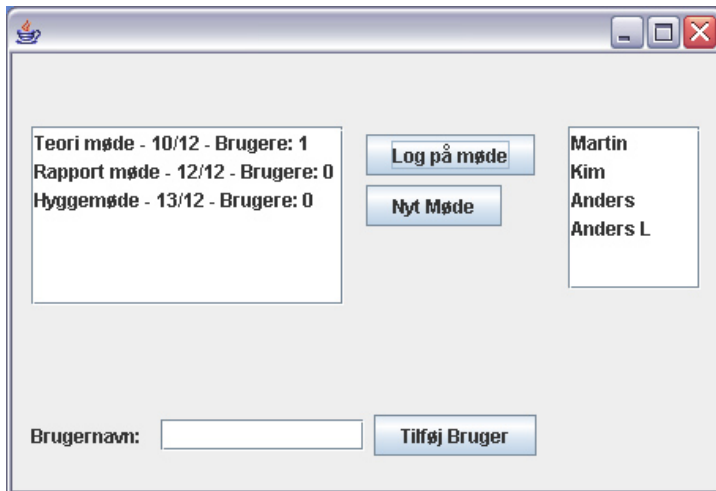 Teori møde - 10/12 - Brugere: 1
Rapport møde - 12/12 - Brugere: 0
Hyggemøde - 13/12 - Brugere: 0
Log på møde
Nyt Møde
Martin
Kim
Anders
Anders L
Brugernavn:
Tilføj Bruger